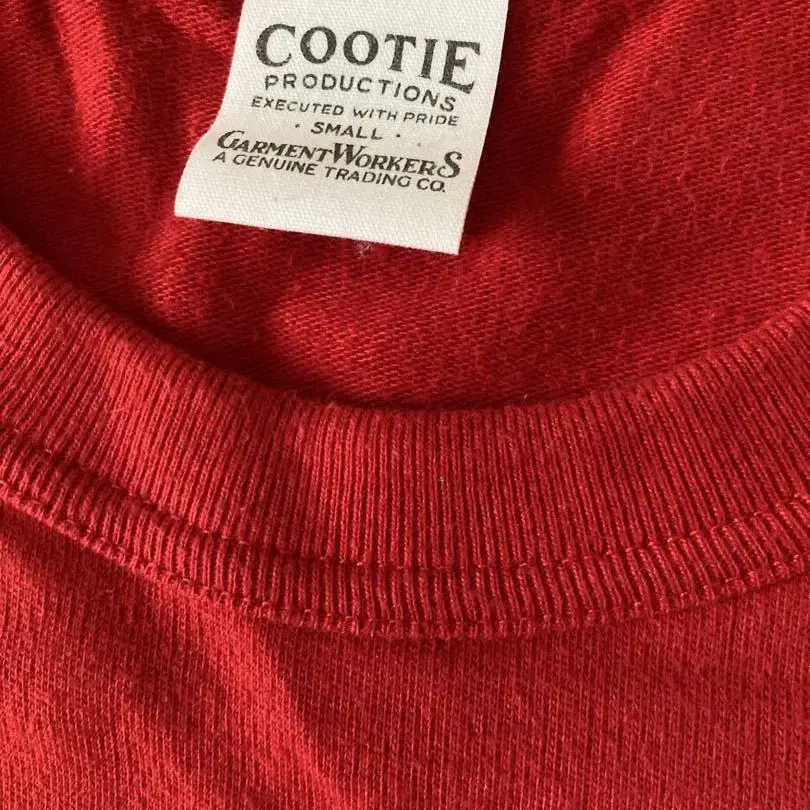 COOTIE
PRODUCTIONS
EXECUTED WITH PRIDE
· SMALL ·
GARMENTWORKERS
A GENUINE TRADING CO.